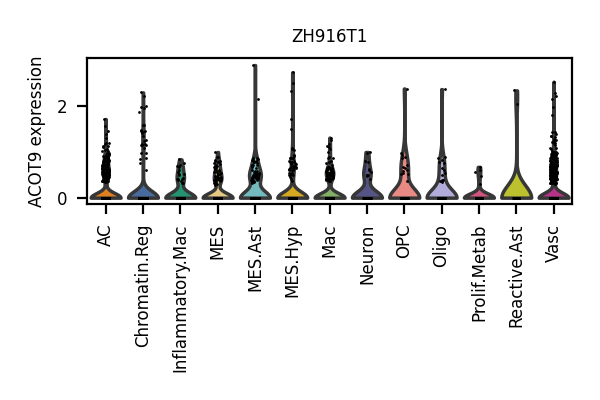 ZH916T1
ACOT9 expression
2
0
AC
Chromatin.Reg
Inflammatory.Mac
MES
MES.Ast
MES.Hyp
Mac
Neuron
OPC
Oligo
Prolif.Metab
Reactive.Ast
Vasc